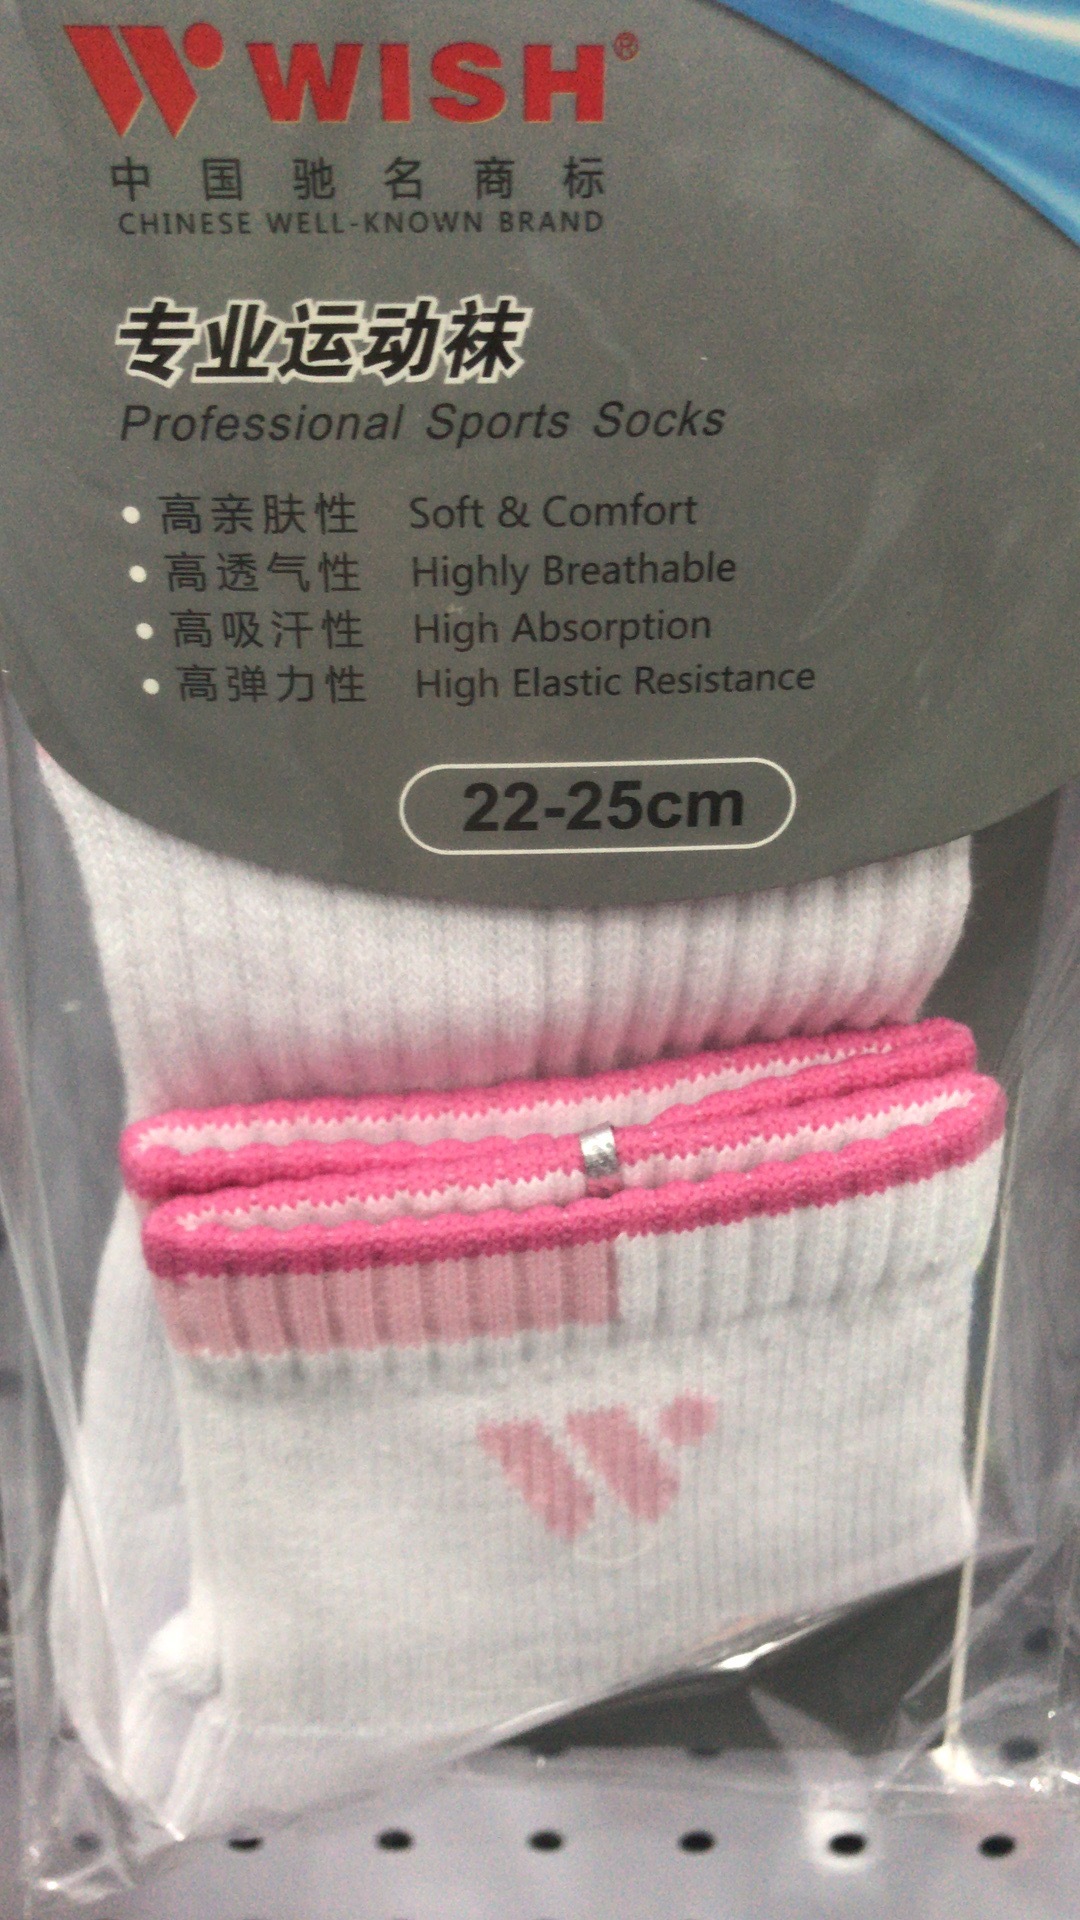 WISH®
中国驰名商标
CHINESE WELL-KNOWN BRAND
专业运动袜
Professional Sports Socks
• 高亲肤性 Soft & Comfort
• 高透气性 Highly Breathable
• 高吸汗性 High Absorption
• 高弹力性 High Elastic Resistance
22-25cm